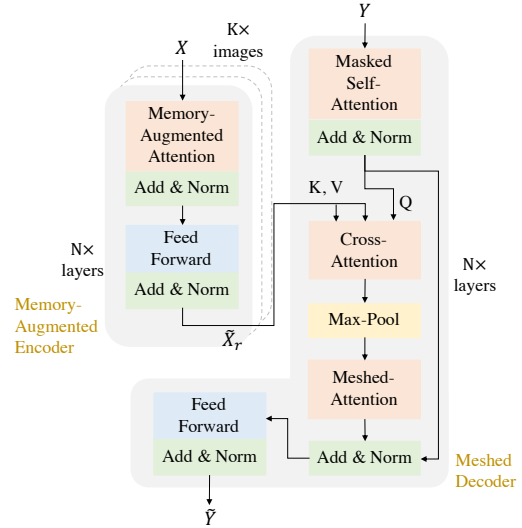 K×
images
X
Memory-
Augmented
Attention
Add & Norm
Feed
Forward
Add & Norm
N×
layers
Memory-
Augmented
Encoder
X̃ᵣ
Y
Masked
Self-
Attention
Add & Norm
K, V
Q
Cross-
Attention
Max-Pool
Meshed-
Attention
Add & Norm
N×
layers
Meshed
Decoder
Feed
Forward
Add & Norm
Ỹ